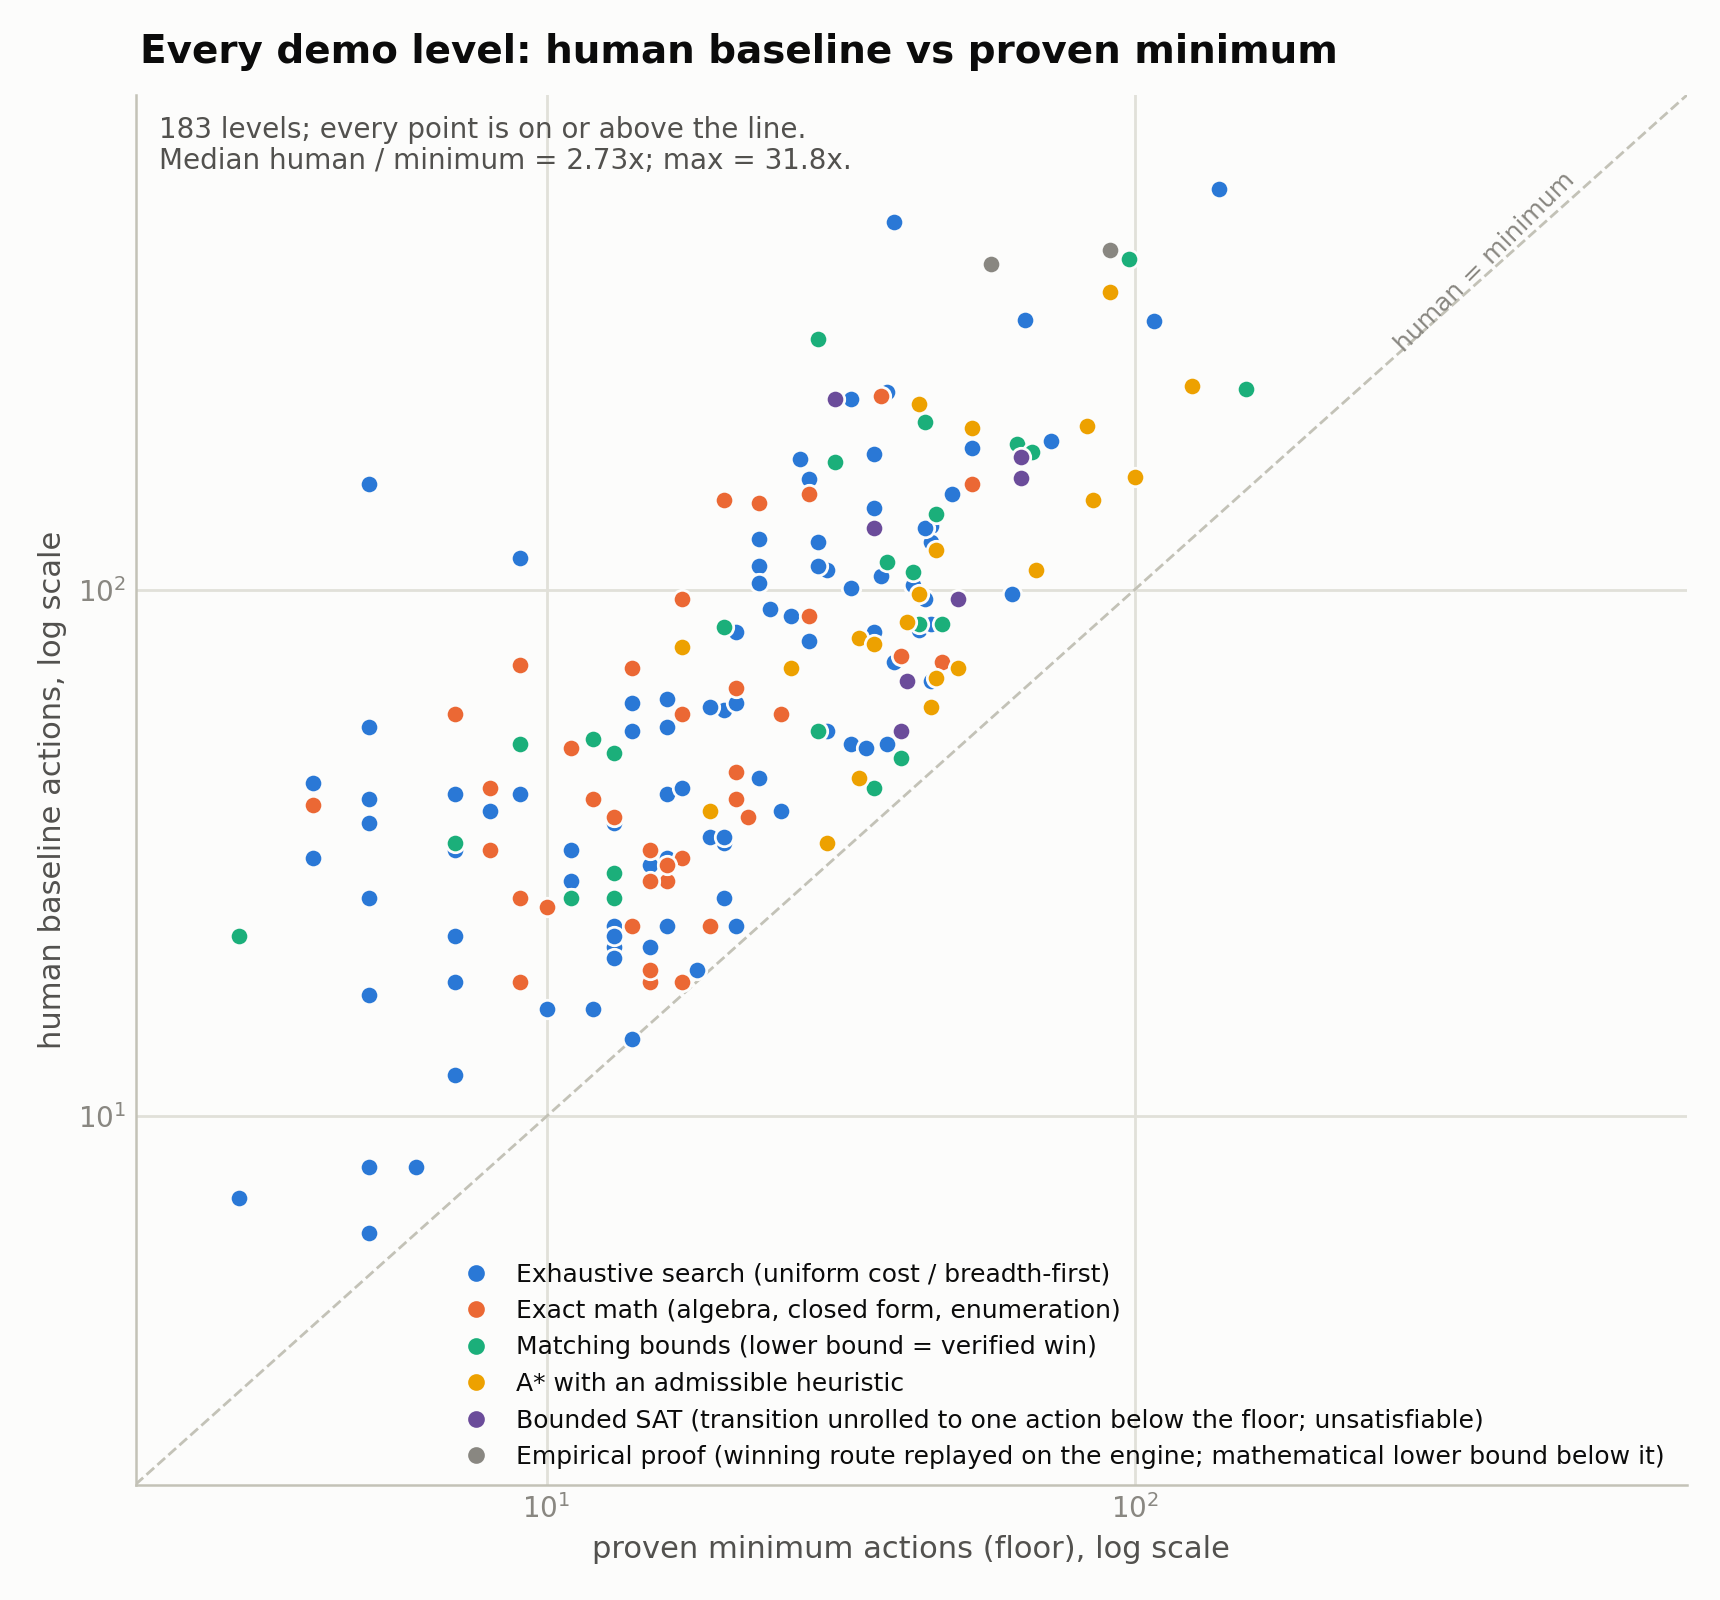 Every demo level: human baseline vs proven minimum
183 levels; every point is on or above the line.
Median human / minimum = 2.73x; max = 31.8x.
human = minimum
human baseline actions, log scale
10²
10¹
Exhaustive search (uniform cost / breadth-first)
Exact math (algebra, closed form, enumeration)
Matching bounds (lower bound = verified win)
A* with an admissible heuristic
Bounded SAT (transition unrolled to one action below the floor; unsatisfiable)
Empirical proof (winning route replayed on the engine; mathematical lower bound below it)
10¹ 10²
proven minimum actions (floor), log scale